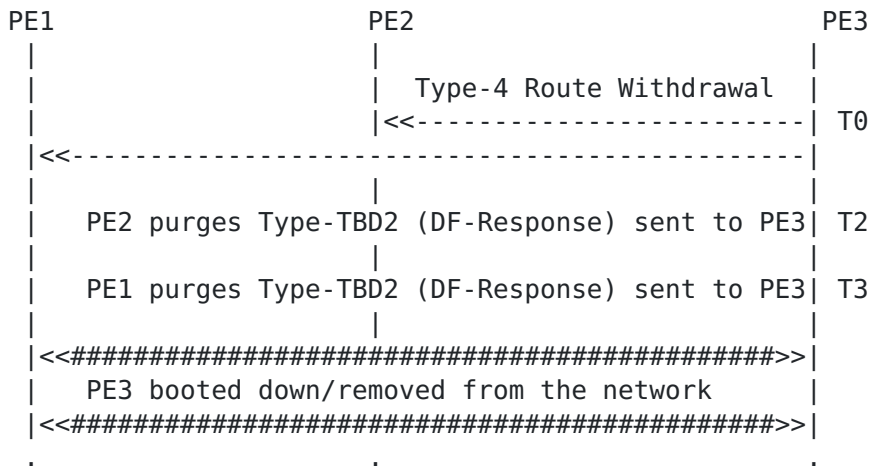 PE1                   PE2                         PE3
 |                     |                           |
 |                     |  Type-4 Route Withdrawal  |
 |                     |<<-------------------------| T0
 |<<-----------------------------------------------|
 |                     |                           |
 |   PE2 purges Type-TBD2 (DF-Response) sent to PE3| T2
 |                     |                           |
 |   PE1 purges Type-TBD2 (DF-Response) sent to PE3| T3
 |                     |                           |
 |<<#############################################>>|
 |   PE3 booted down/removed from the network      |
 |<<#############################################>>|
 |                     |                           |